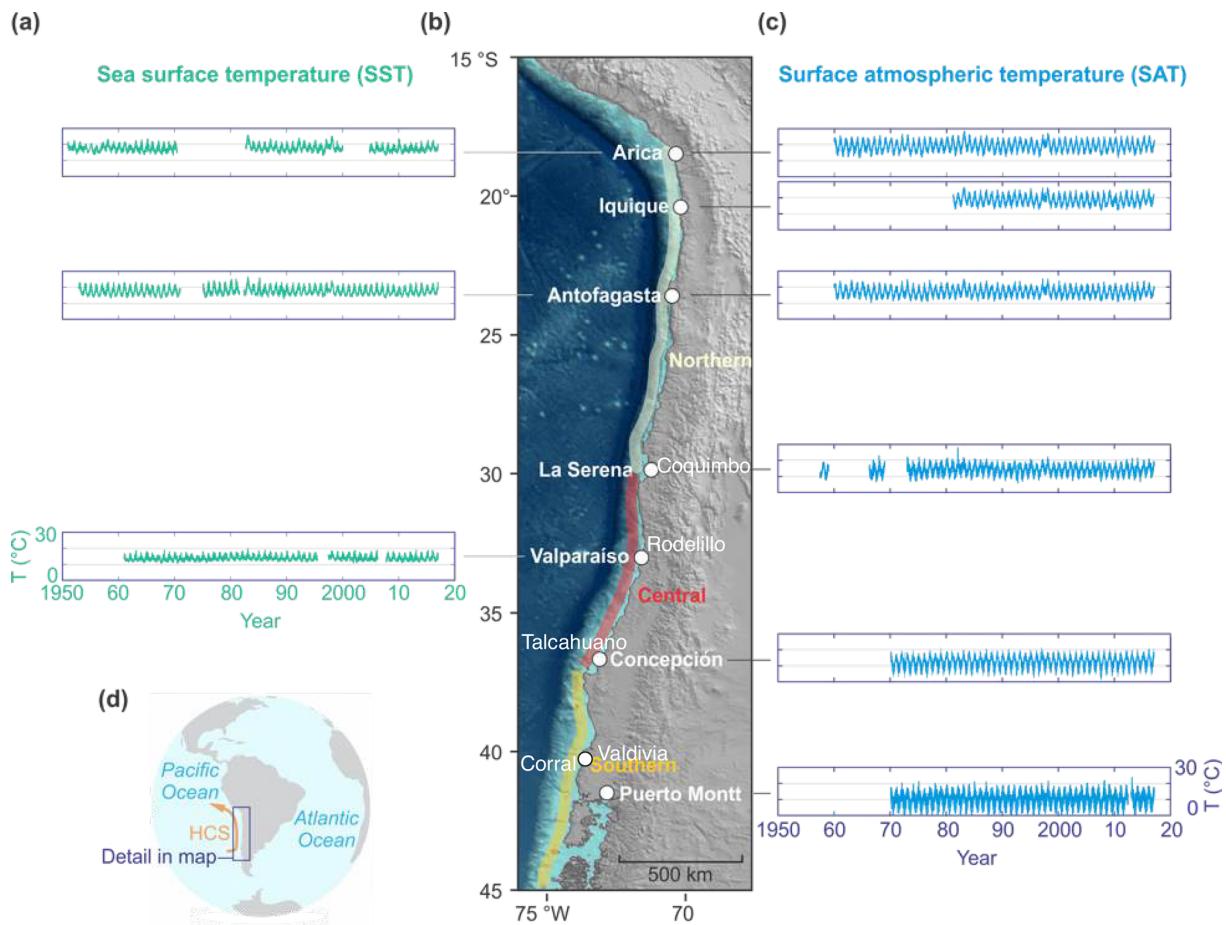 (a)
Sea surface temperature (SST)
T (°C)
30
0
1950
60
70
80
90
2000
10
20
Year
(b)
15 °S
20°
25
30
35
40
45
75 °W
70
Arica
Iquique
Antofagasta
Northern
La Serena
Coquimbo
Valparaíso
Rodelillo
Central
Talcahuano
Concepción
Valdivia
Corral
Southern
Puerto Montt
500 km
(c)
Surface atmospheric temperature (SAT)
30
0
T (°C)
1950
60
70
80
90
2000
10
20
Year
(d)
Pacific
Ocean
Atlantic
Ocean
HCS
Detail in map